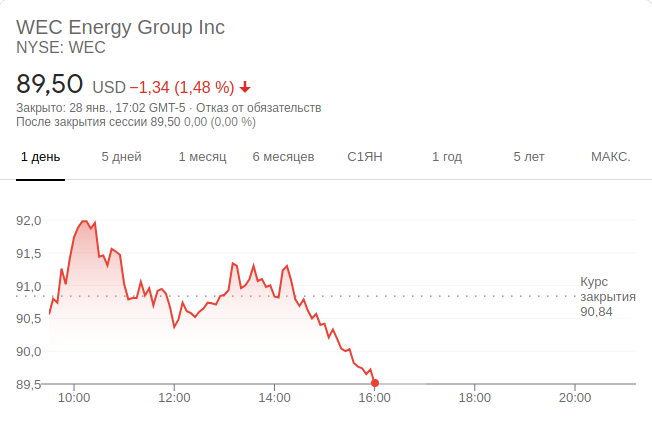 WEC Energy Group Inc
NYSE: WEC
89,50 USD −1,34 (1,48 %)
Закрыто: 28 янв., 17:02 GMT-5 · Отказ от обязательств
После закрытия сессии 89,50 0,00 (0,00 %)
1 день 5 дней 1 месяц 6 месяцев С1ЯН 1 год 5 лет МАКС.
92,0
91,5
91,0
90,5
90,0
89,5
Курс
закрытия
90,84
10:00 12:00 14:00 16:00 18:00 20:00